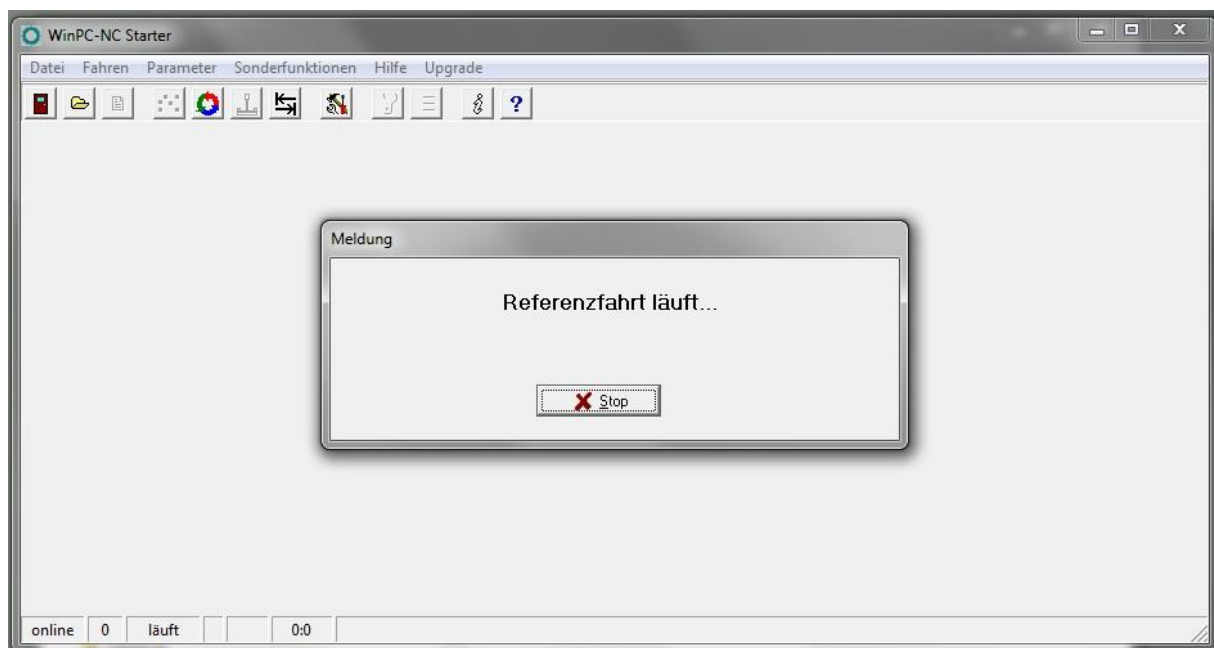 WinPC-NC Starter
Datei Fahren Parameter Sonderfunktionen Hilfe Upgrade
Meldung
Referenzfahrt läuft...
Stop
online 0 läuft 0:0